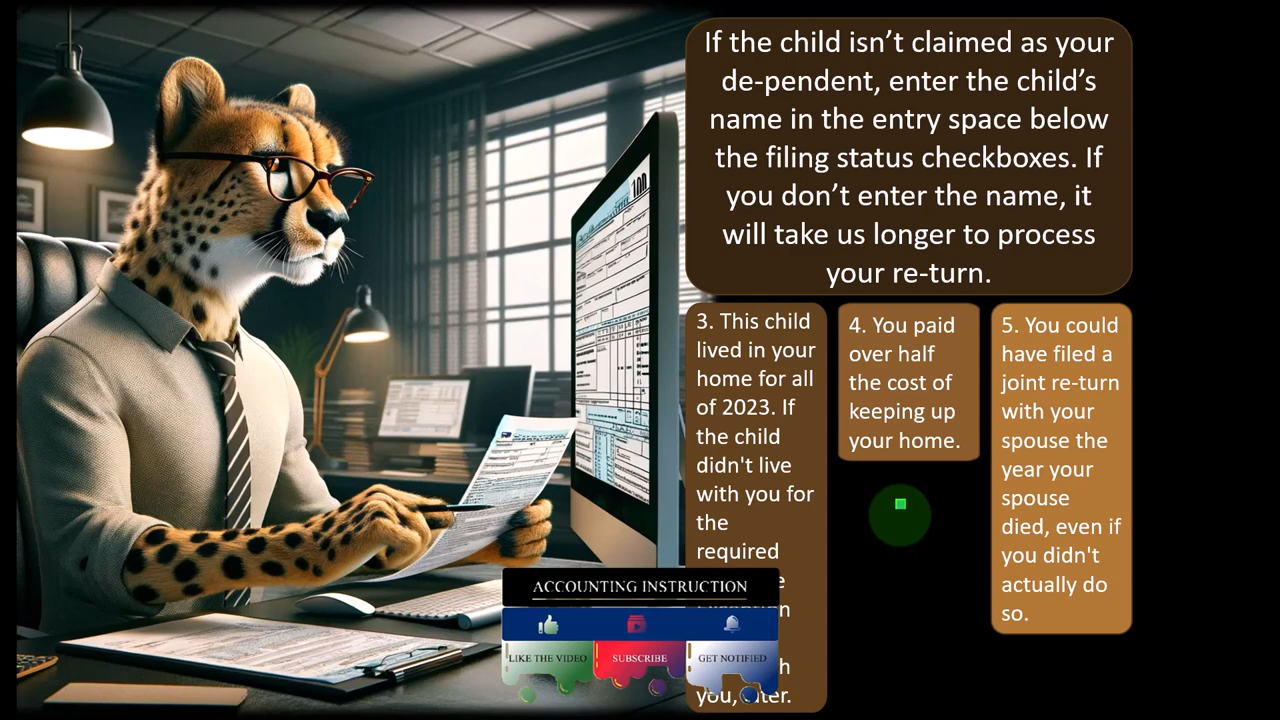 If the child isn’t claimed as your
de-pendent, enter the child’s
name in the entry space below
the filing status checkboxes. If
you don’t enter the name, it
will take us longer to process
your re-turn.
3. This child
lived in your
home for all
of 2023. If
the child
didn't live
with you for
the
required
you,
4. You paid
over half
the cost of
keeping up
your home.
5. You could
have filed a
joint re-turn
with your
spouse the
year your
spouse
died, even if
you didn't
actually do
so.
ACCOUNTING INSTRUCTION
LIKE THE VIDEO
SUBSCRIBE
GET NOTIFIED